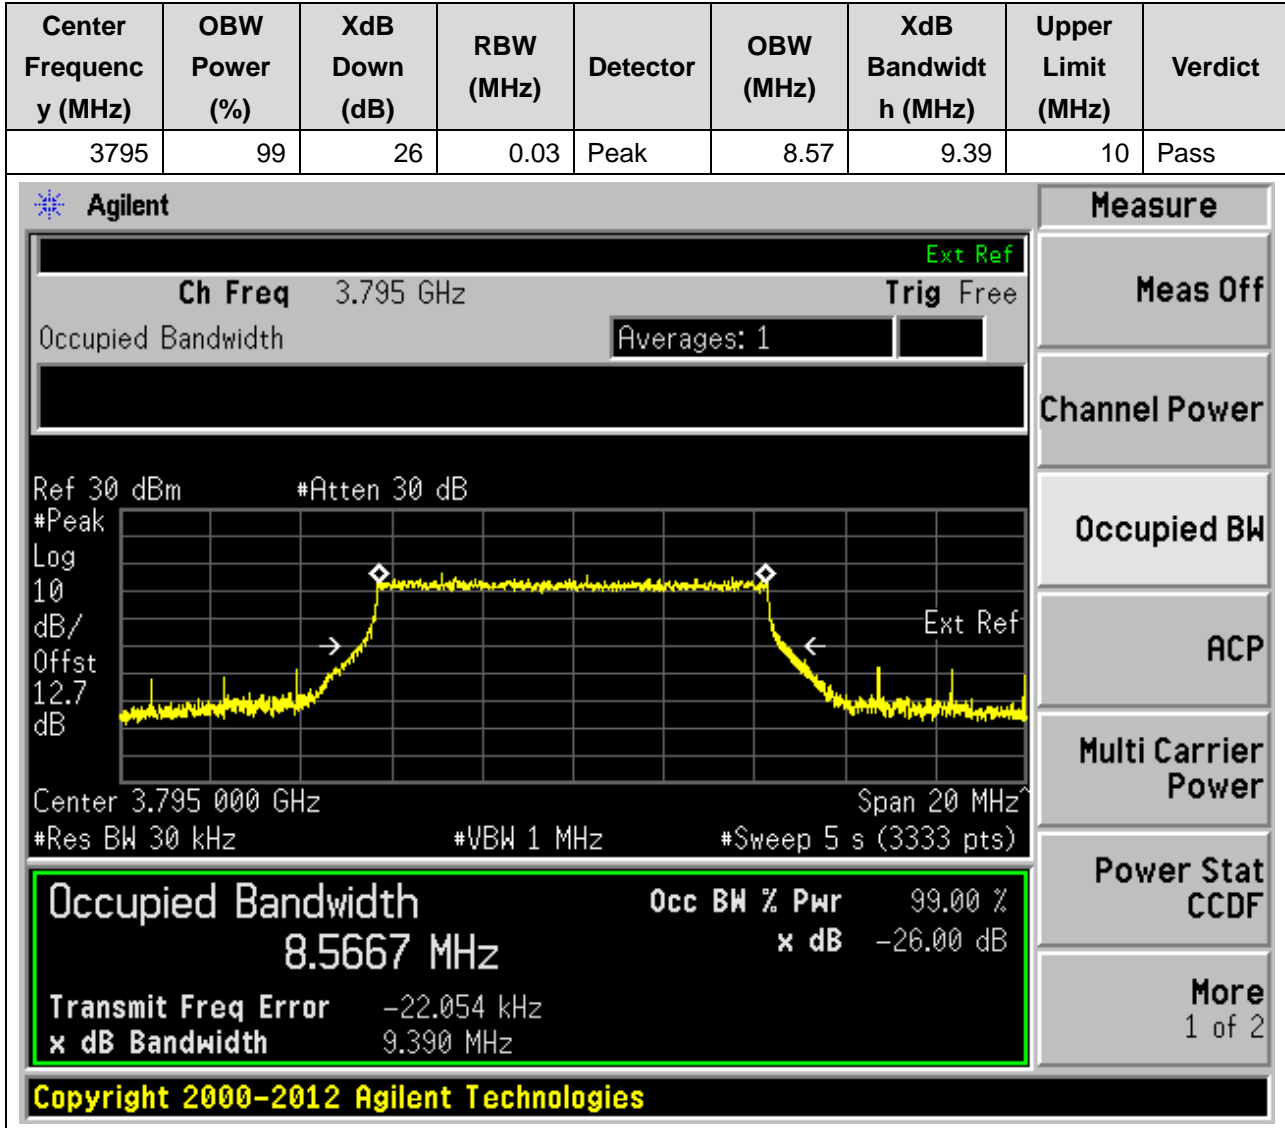 Center Frequency (MHz) OBW Power (%) XdB Down (dB) RBW (MHz) Detector OBW (MHz) XdB Bandwidth (MHz) Upper Limit (MHz) Verdict
3795 99 26 0.03 Peak 8.57 9.39 10 Pass
Agilent
Ext Ref
Ch Freq 3.795 GHz Trig Free
Occupied Bandwidth Averages: 1
Ref 30 dBm #Atten 30 dB
#Peak
Log
10
dB/
Offst
12.7
dB
Ext Ref
Center 3.795 000 GHz Span 20 MHz^
#Res BW 30 kHz #VBW 1 MHz #Sweep 5 s (3333 pts)
Occupied Bandwidth Occ BW % Pwr 99.00 %
8.5667 MHz x dB -26.00 dB
Transmit Freq Error -22.054 kHz
x dB Bandwidth 9.390 MHz
Copyright 2000-2012 Agilent Technologies
Measure
Meas Off
Channel Power
Occupied BW
ACP
Multi Carrier
Power
Power Stat
CCDF
More
1 of 2